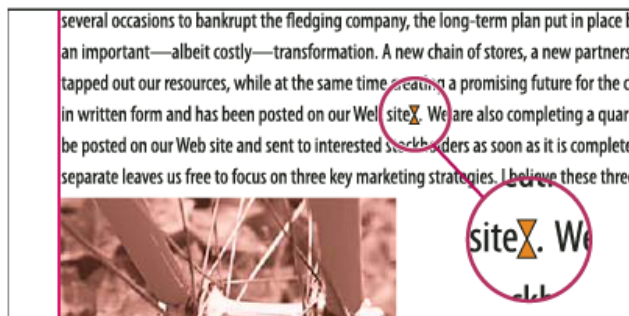 several occasions to bankrupt the fledging company, the long-term plan put in place
an important—albeit costly—transformation. A new chain of stores, a new partners
tapped out our resources, while at the same time creating a promising future for the
in written form and has been posted on our Web site. We are also completing a quar
be posted on our Web site and sent to interested stockholders as soon as it is complete
separate leaves us free to focus on three key marketing strategies. I believe these three
site. We